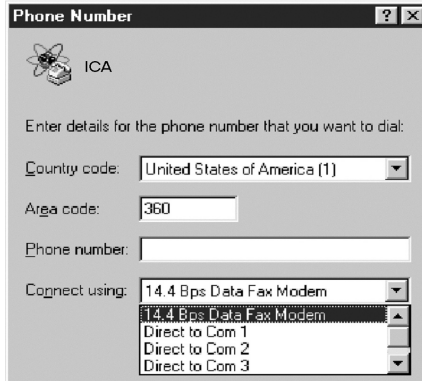 Phone Number
ICA
Enter details for the phone number that you want to dial:
Country code: United States of America (1)
Area code: 360
Phone number:
Connect using: 14.4 Bps Data Fax Modem
14.4 Bps Data Fax Modem
Direct to Com 1
Direct to Com 2
Direct to Com 3